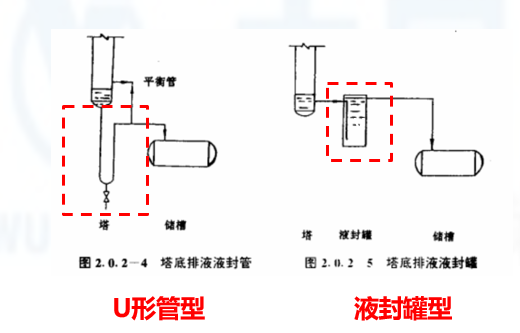 平衡管
塔 储槽
图 2.0.2-4 塔底排液液封管
U形管型
塔 液封罐 储槽
图 2.0.2 5 塔底排液液封罐
液封罐型